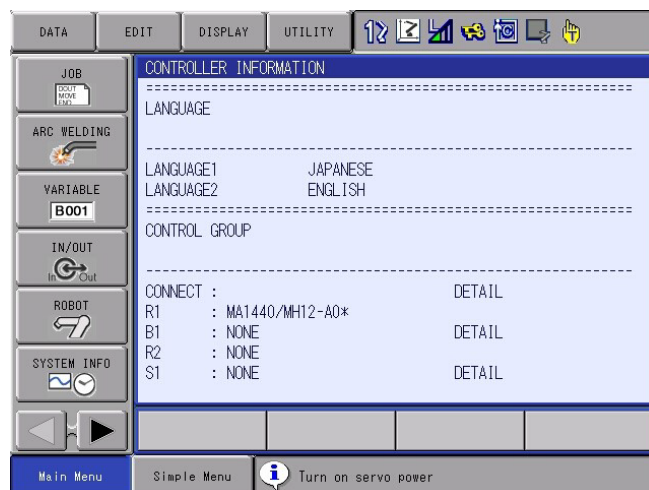 DATA EDIT DISPLAY UTILITY 12
JOB
DOUT
MOVE
END
ARC WELDING
VARIABLE
B001
IN/OUT
In Out
ROBOT
SYSTEM INFO
CONTROLLER INFORMATION
LANGUAGE
LANGUAGE1 JAPANESE
LANGUAGE2 ENGLISH
CONTROL GROUP
CONNECT : DETAIL
R1 : MA1440/MH12-A0*
B1 : NONE DETAIL
R2 : NONE
S1 : NONE DETAIL
Main Menu Simple Menu Turn on servo power